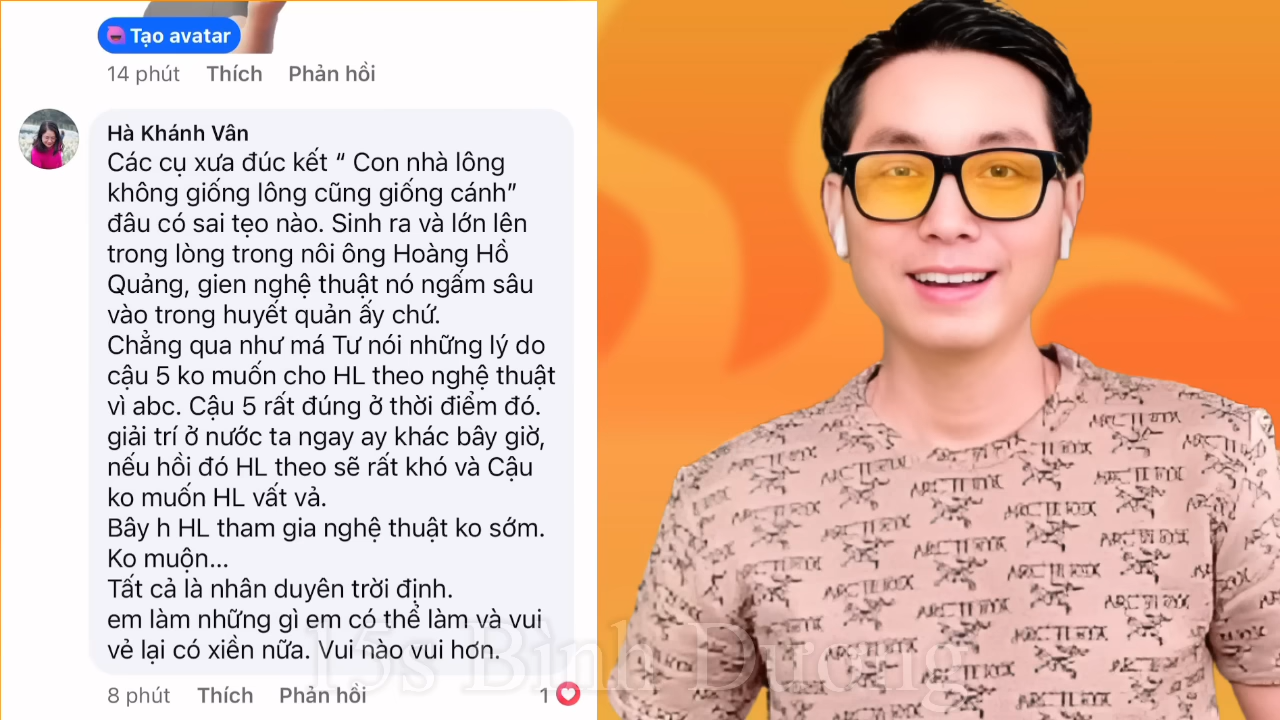 Tạo avatar
14 phút Thích Phản hồi
Hà Khánh Vân
Các cụ xưa đúc kết “ Con nhà lông
không giống lông cũng giống cánh”
đâu có sai tẹo nào. Sinh ra và lớn lên
trong lòng trong nôi ông Hoàng Hồ
Quảng, gien nghệ thuật nó ngấm sâu
vào trong huyết quản ấy chứ.
Chẳng qua như má Tư nói những lý do
cậu 5 ko muốn cho HL theo nghệ thuật
vì abc. Cậu 5 rất đúng ở thời điểm đó.
giải trí ở nước ta ngay ay khác bây giờ,
nếu hồi đó HL theo sẽ rất khó và Cậu
ko muốn HL vất vả.
Bây h HL tham gia nghệ thuật ko sớm.
Ko muộn...
Tất cả là nhân duyên trời định.
em làm những gì em có thể làm và vui
vẻ lại có xiền nữa. Vui nào vui hơn.
8 phút Thích Phản hồi 1
15s Bình Dương